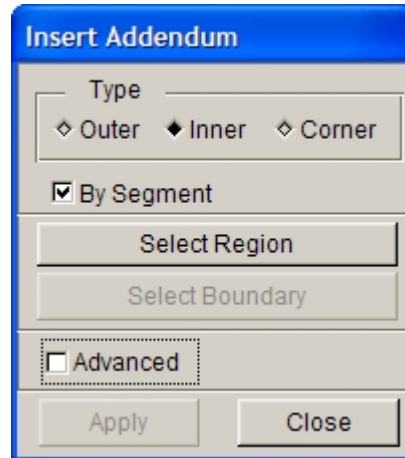 Insert Addendum
Type
Outer Inner Corner
By Segment
Select Region
Select Boundary
Advanced
Apply Close